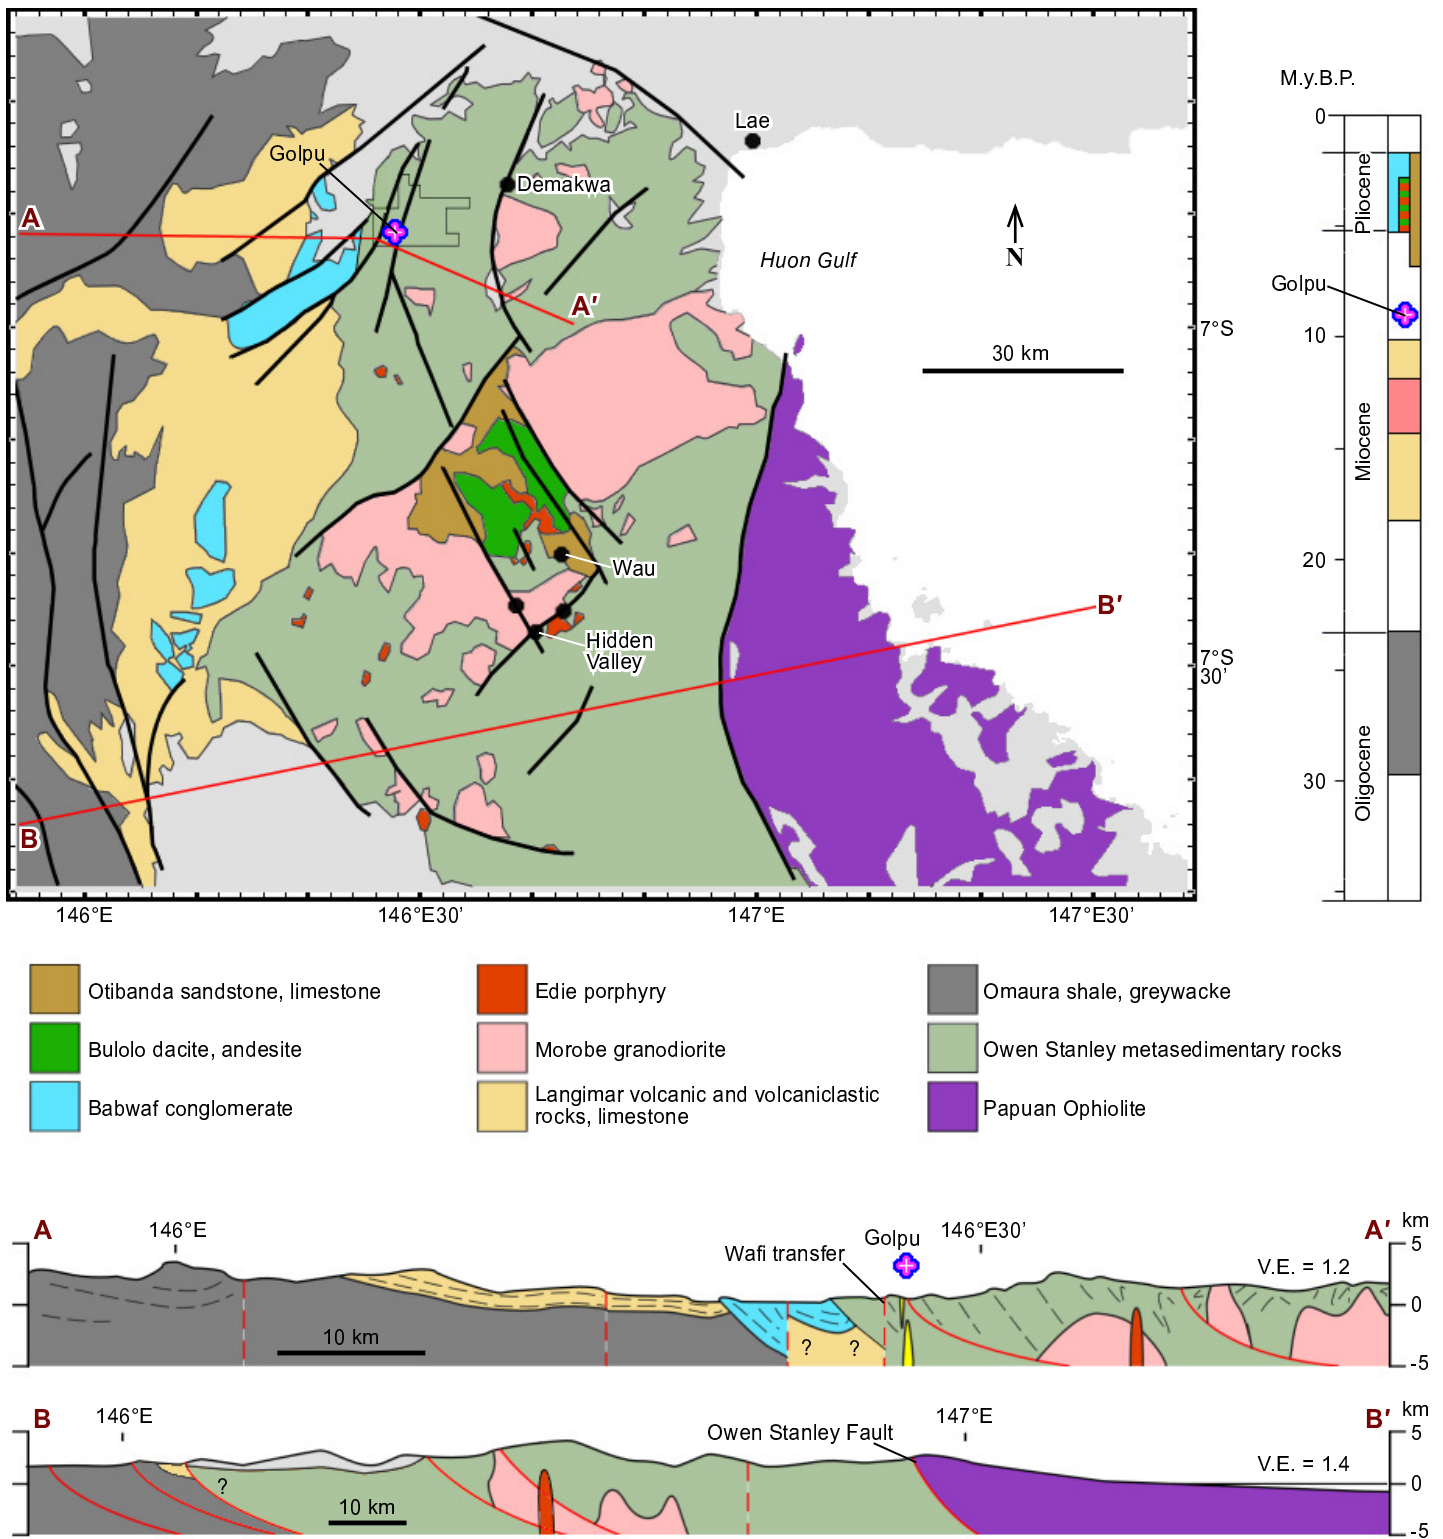 M.y.B.P.
0
Lae
Golpu
Demakwa
Pliocene
A
Huon Gulf
N
Golpu
A′
7°S
10
30 km
Miocene
20
Wau
B′
Hidden
Valley
7°S
30’
Oligocene
30
B
146°E
146°E30’
147°E
147°E30’
Otibanda sandstone, limestone
Edie porphyry
Omaura shale, greywacke
Bulolo dacite, andesite
Morobe granodiorite
Owen Stanley metasedimentary rocks
Babwaf conglomerate
Langimar volcanic and volcaniclastic
rocks, limestone
Papuan Ophiolite
A
146°E
Golpu
146°E30’
A′
km
Wafi transfer
5
V.E. = 1.2
0
10 km
? ?
-5
B
146°E
147°E
B′
km
Owen Stanley Fault
5
V.E. = 1.4
0
?
10 km
-5